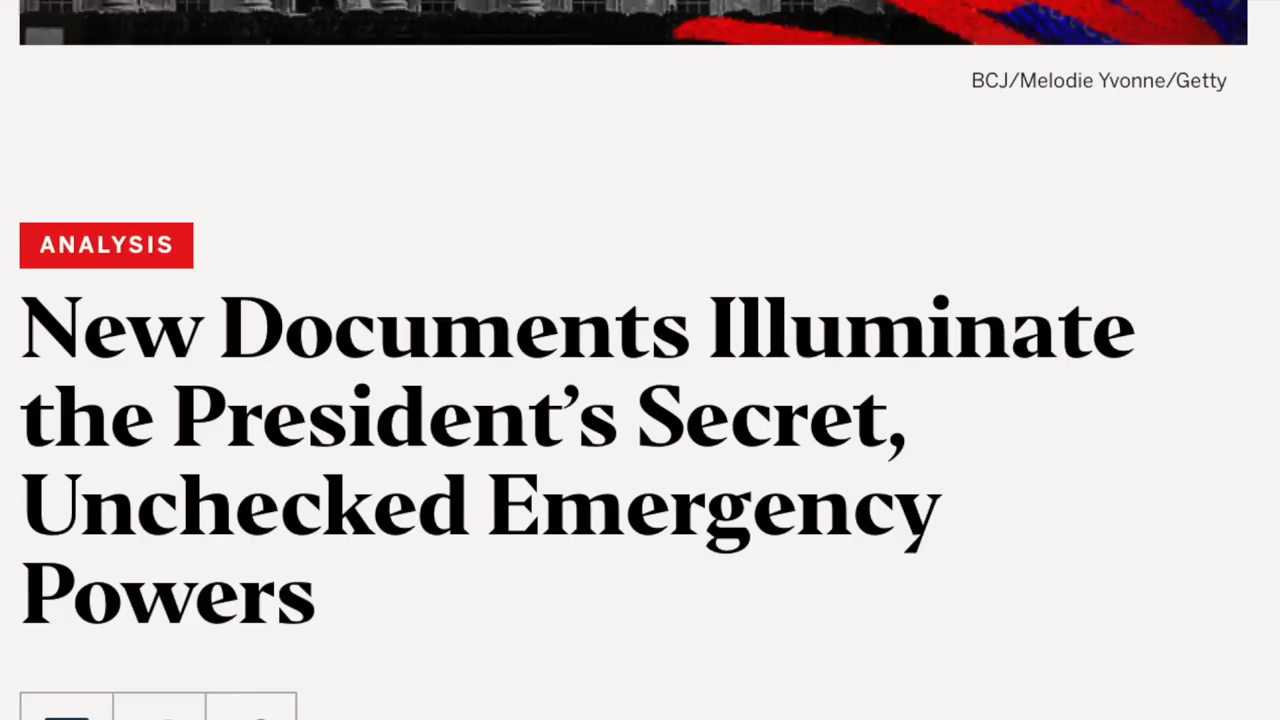 BCJ/Melodie Yvonne/Getty
ANALYSIS
New Documents Illuminate
the President’s Secret,
Unchecked Emergency
Powers